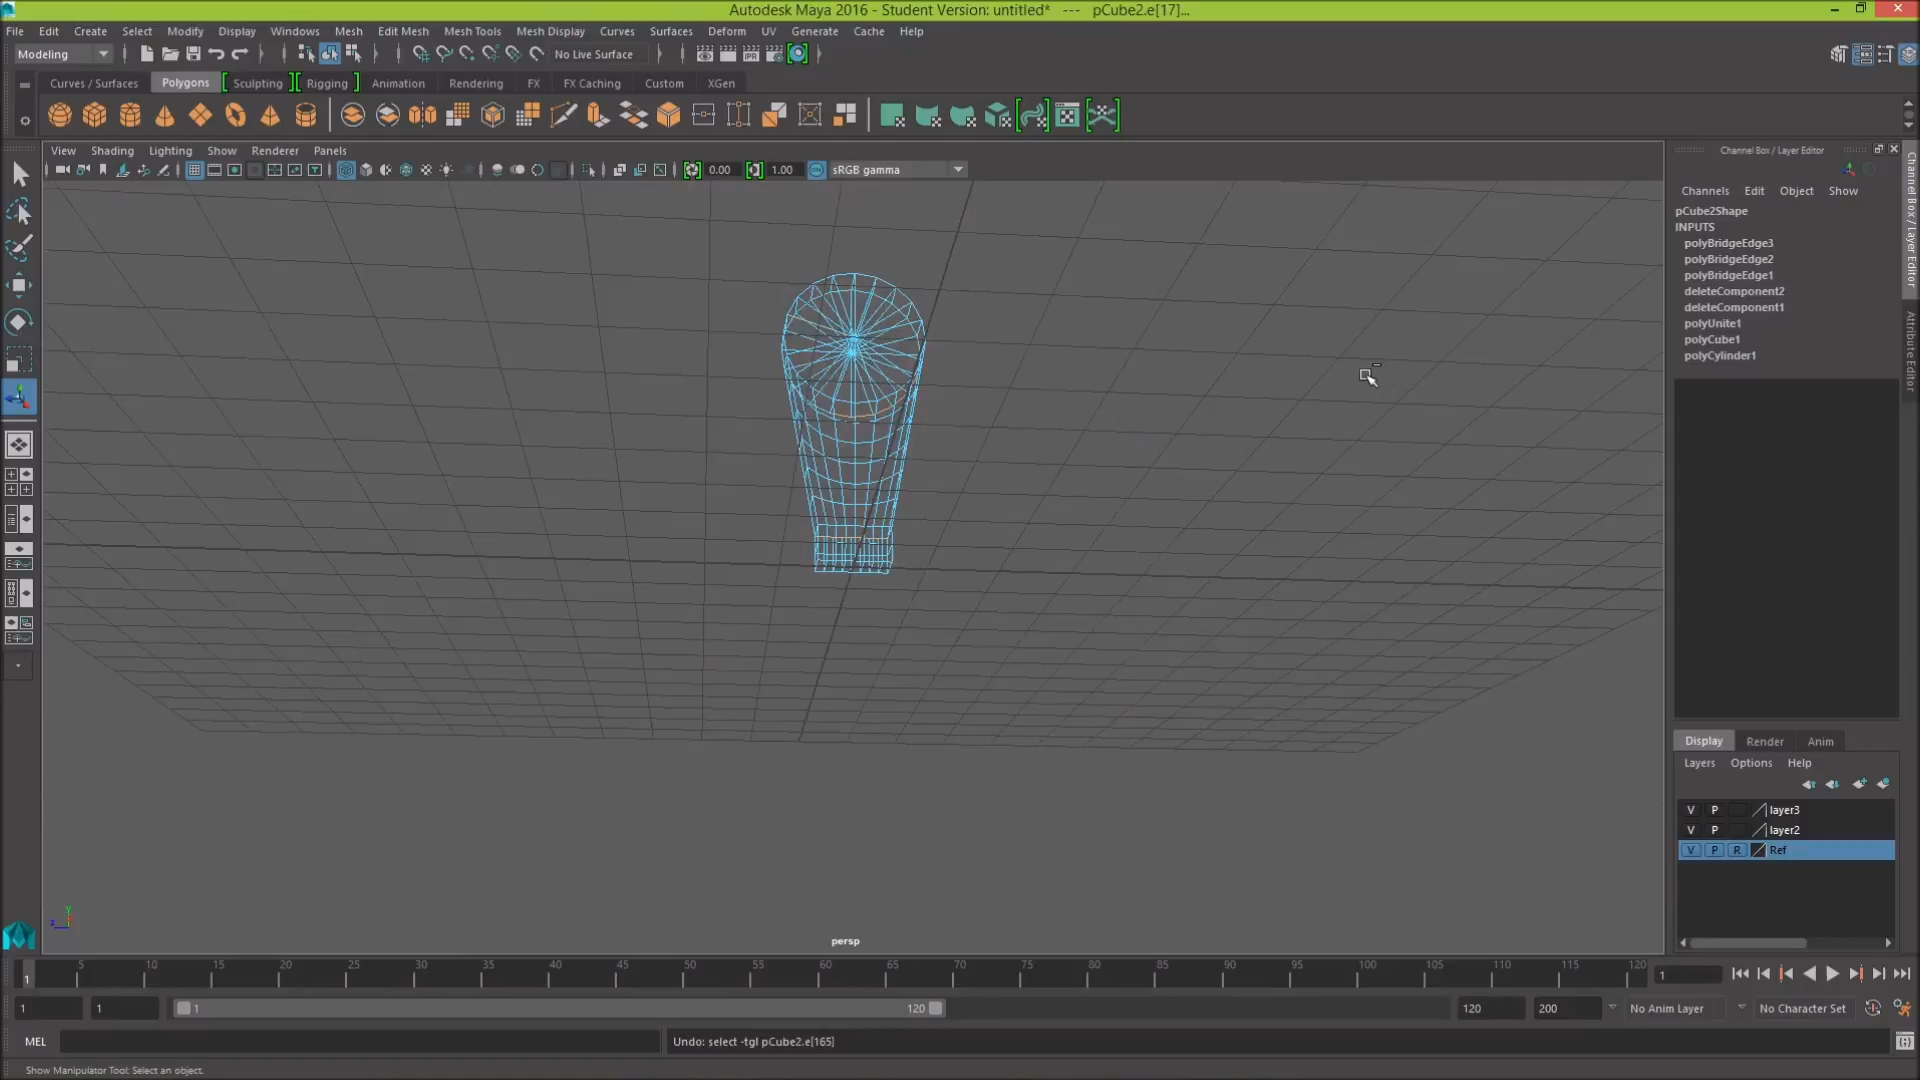 Autodesk Maya 2016 - Student Version: untitled*   ---   pCube2.e[17]...
File Edit Create Select Modify Display Windows Mesh Edit Mesh Mesh Tools Mesh Display Curves Surfaces Deform UV Generate Cache Help
Modeling No Live Surface
Curves / Surfaces Polygons Sculpting Rigging Animation Rendering FX FX Caching Custom XGen
View Shading Lighting Show Renderer Panels
0.00 1.00 sRGB gamma
Channel Box / Layer Editor
Channels Edit Object Show
pCube2Shape
INPUTS
polyBridgeEdge3
polyBridgeEdge2
polyBridgeEdge1
deleteComponent2
deleteComponent1
polyUnite1
polyCube1
polyCylinder1
Channel Box / Layer Editor
Attribute Editor
Display Render Anim
Layers Options Help
V P layer3
V P layer2
V P R Ref
y
z
persp
1 5 10 15 20 25 30 35 40 45 50 55 60 65 70 75 80 85 90 95 100 105 110 115 120 1
1 1 1 120 120 200 No Anim Layer No Character Set
MEL Undo: select -tgl pCube2.e[165]
Show Manipulator Tool: Select an object.